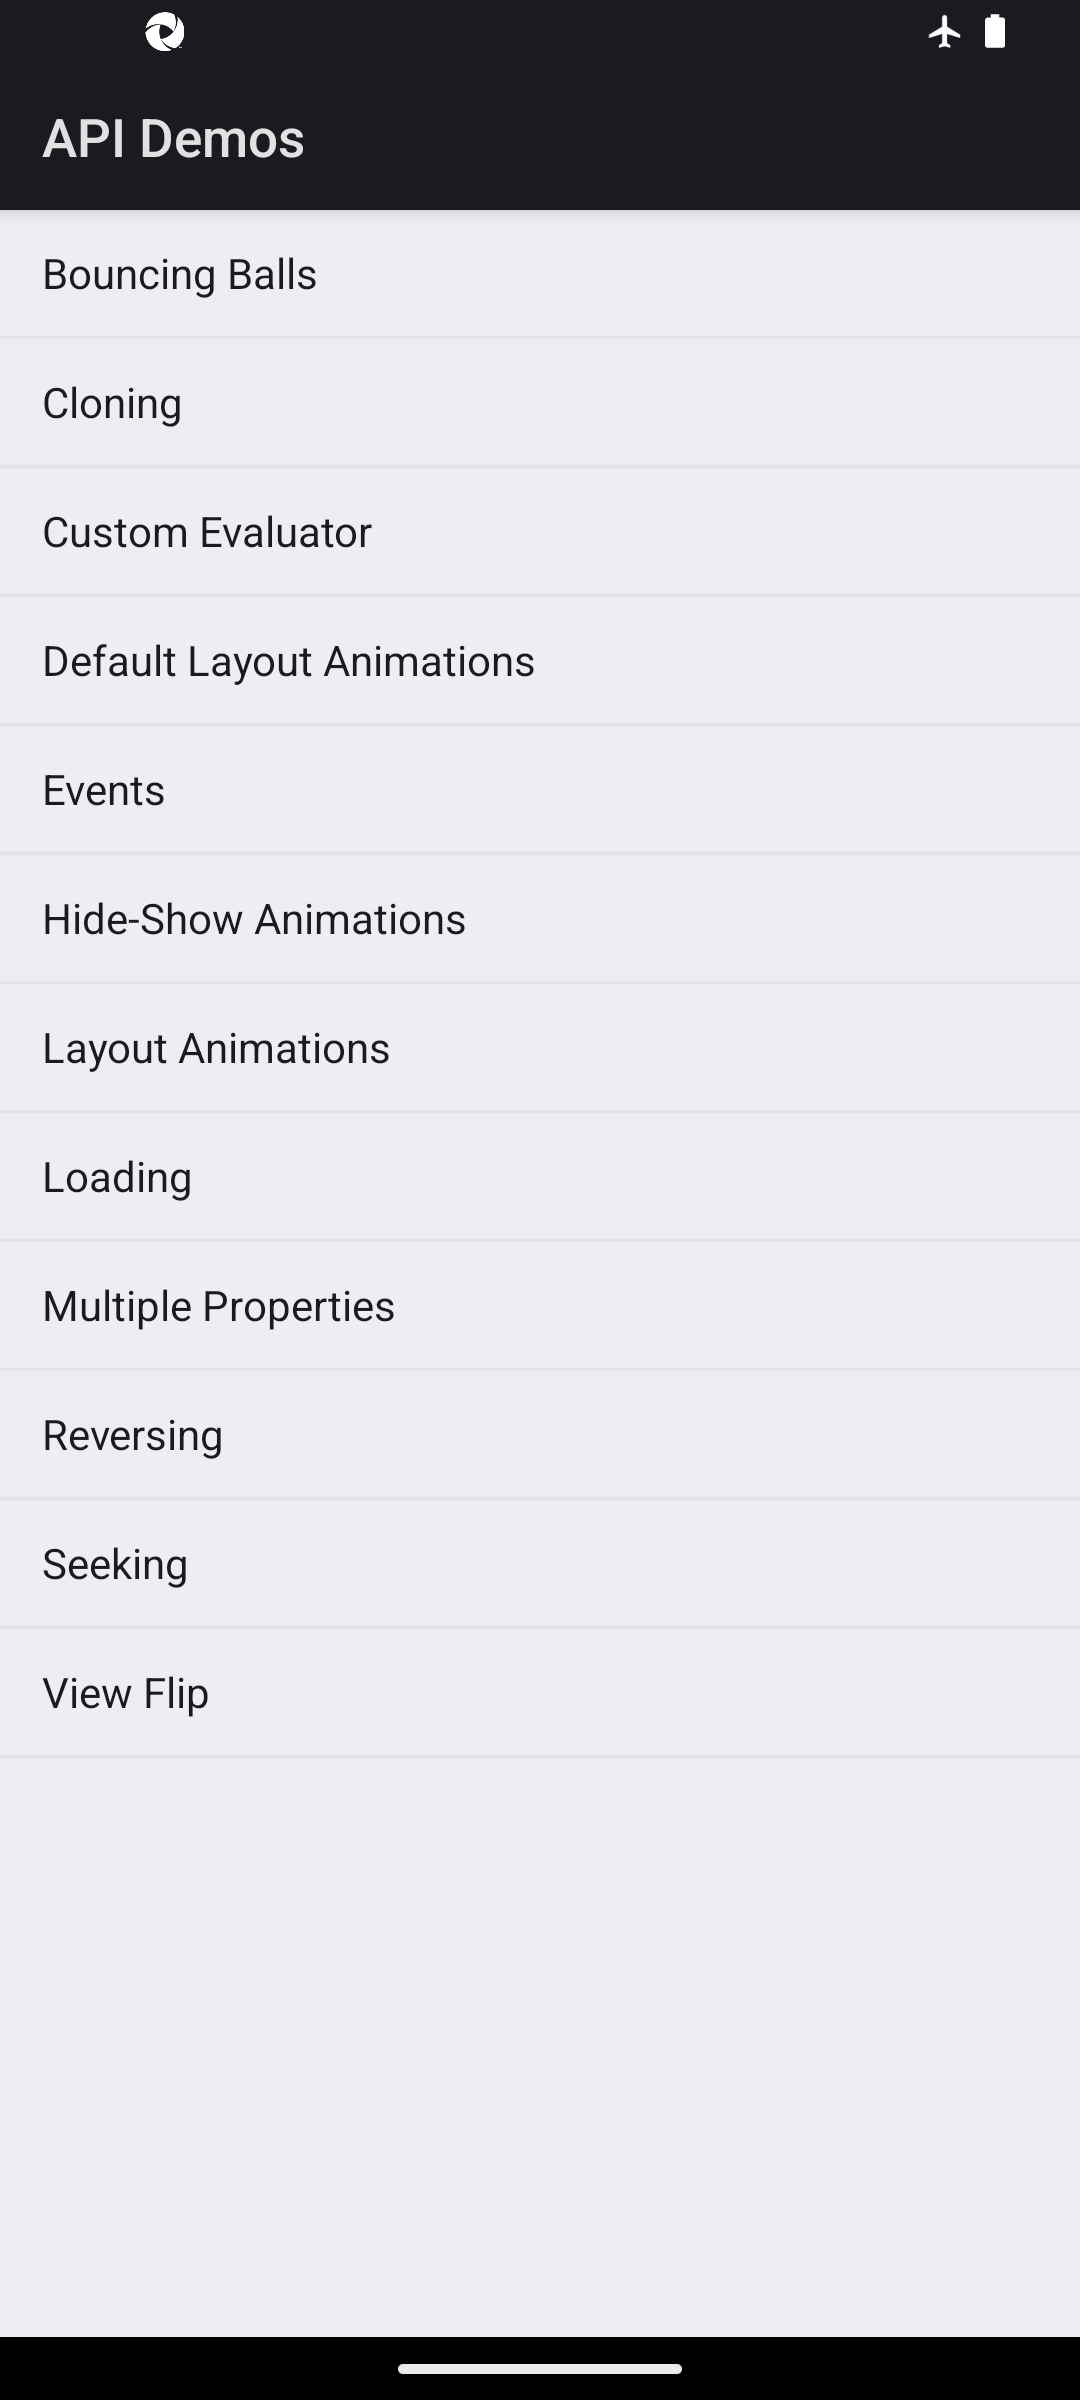 API Demos
Bouncing Balls
Cloning
Custom Evaluator
Default Layout Animations
Events
Hide-Show Animations
Layout Animations
Loading
Multiple Properties
Reversing
Seeking
View Flip